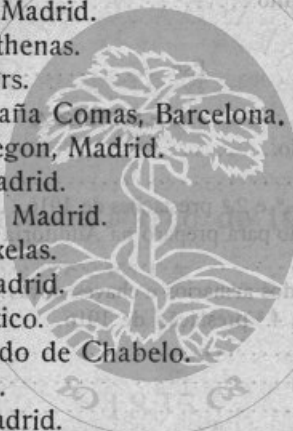 Madrid.
thenas.
rs.
aña Comas, Barcelona.
egon, Madrid.
adrid.
Madrid.
xelas.
adrid.
ico.
do de Chabelo.
adrid.